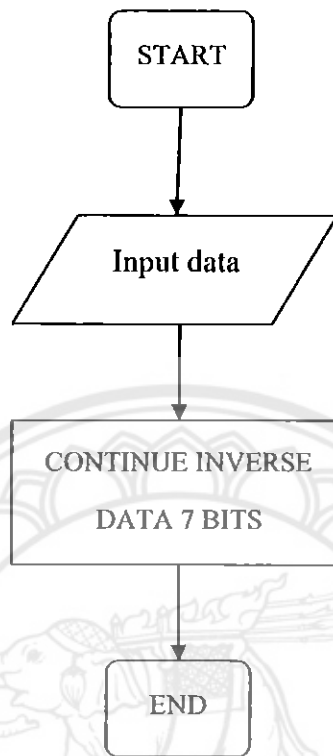 START
Input data
CONTINUE INVERSE
DATA 7 BITS
END